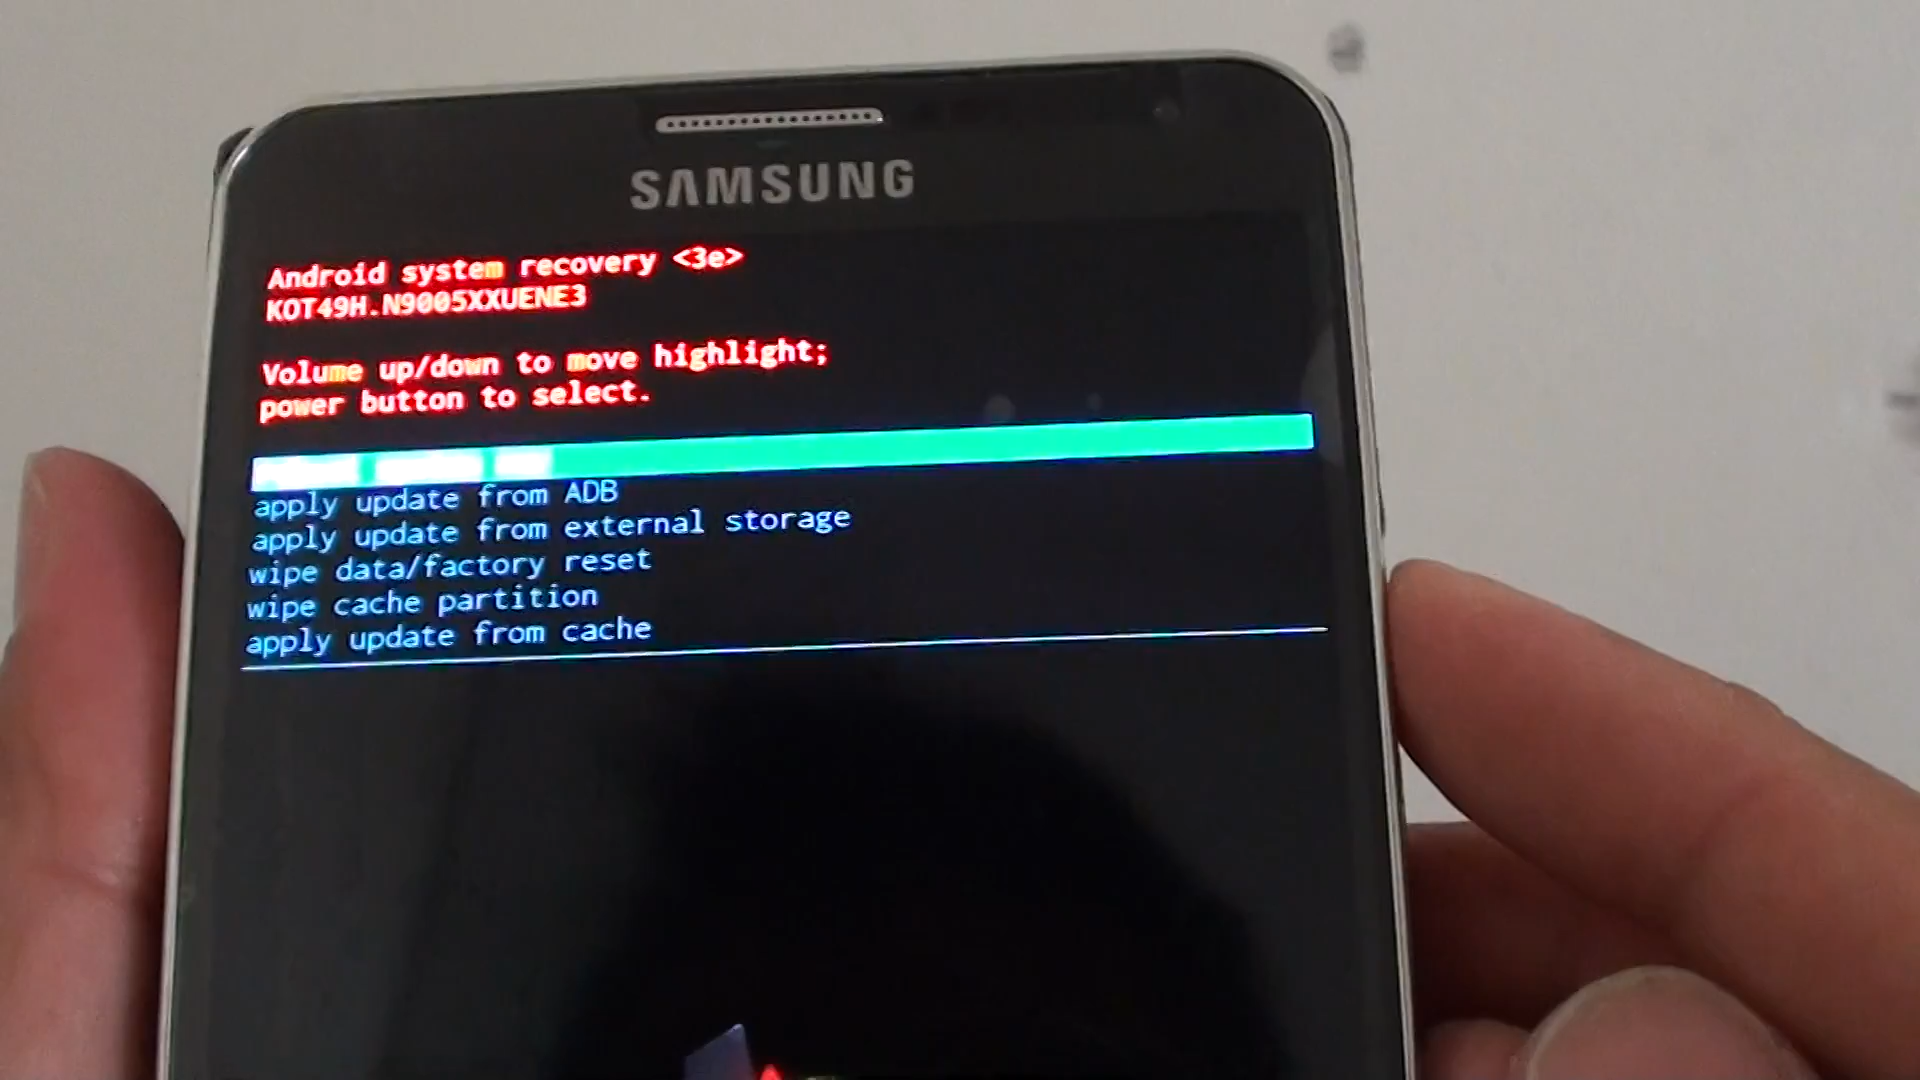 SAMSUNG
Android system recovery <3e>
KOT49H.N9005XXUENE3
Volume up/down to move highlight;
power button to select.
apply update from ADB
apply update from external storage
wipe data/factory reset
wipe cache partition
apply update from cache